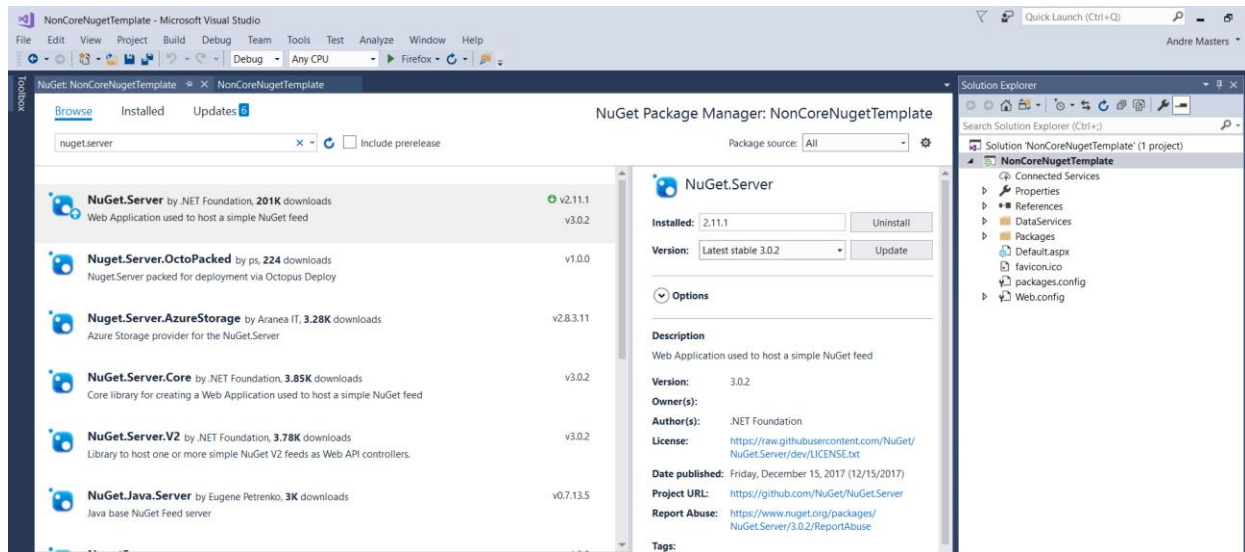 NonCoreNugetTemplate - Microsoft Visual Studio
Quick Launch (Ctrl+Q)
File Edit View Project Build Debug Team Tools Test Analyze Window Help
Andre Masters
Debug Any CPU Firefox
Toolbox
NuGet: NonCoreNugetTemplate NonCoreNugetTemplate
Browse Installed Updates 6
NuGet Package Manager: NonCoreNugetTemplate
nuget.server Include prerelease
Package source: All
NuGet.Server by .NET Foundation, 201K downloads v2.11.1
Web Application used to host a simple NuGet feed v3.0.2
Nuget.Server.OctoPacked by ps, 224 downloads v1.0.0
Nuget.Server packed for deployment via Octopus Deploy
Nuget.Server.AzureStorage by Aranea IT, 3.28K downloads v2.8.3.11
Azure Storage provider for the NuGet.Server
NuGet.Server.Core by .NET Foundation, 3.85K downloads v3.0.2
Core library for creating a Web Application used to host a simple NuGet feed
NuGet.Server.V2 by .NET Foundation, 3.78K downloads v3.0.2
Library to host one or more simple NuGet V2 feeds as Web API controllers.
NuGet.Java.Server by Eugene Petrenko, 3K downloads v0.7.13.5
Java base NuGet Feed server
NuGet.Server
Installed: 2.11.1 Uninstall
Version: Latest stable 3.0.2 Update
Options
Description
Web Application used to host a simple NuGet feed
Version: 3.0.2
Owner(s):
Author(s): .NET Foundation
License: https://raw.githubusercontent.com/NuGet/
NuGet.Server/dev/LICENSE.txt
Date published: Friday, December 15, 2017 (12/15/2017)
Project URL: https://github.com/NuGet/NuGet.Server
Report Abuse: https://www.nuget.org/packages/
NuGet.Server/3.0.2/ReportAbuse
Tags:
Solution Explorer
Search Solution Explorer (Ctrl+;)
Solution 'NonCoreNugetTemplate' (1 project)
NonCoreNugetTemplate
Connected Services
Properties
References
DataServices
Packages
Default.aspx
favicon.ico
packages.config
Web.config